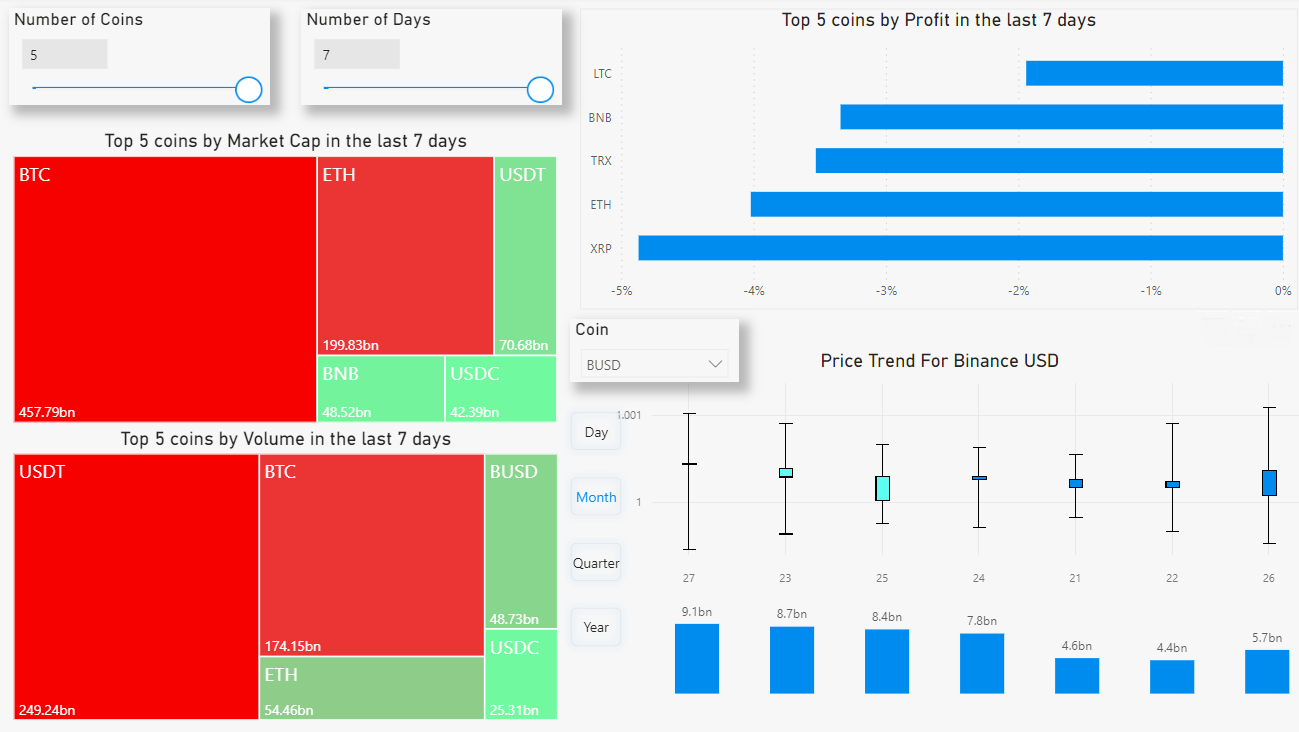 Number of Coins
5
Number of Days
7
Top 5 coins by Market Cap in the last 7 days
BTC
457.79bn
ETH
199.83bn
USDT
70.68bn
BNB
48.52bn
USDC
42.39bn
Top 5 coins by Volume in the last 7 days
USDT
249.24bn
BTC
174.15bn
ETH
54.46bn
BUSD
48.73bn
USDC
25.31bn
Top 5 coins by Profit in the last 7 days
LTC
BNB
TRX
ETH
XRP
-5% -4% -3% -2% -1% 0%
Coin
BUSD
Day
Month
Quarter
Year
Price Trend For Binance USD
1.001
1
27 23 25 24 21 22 26
9.1bn 8.7bn 8.4bn 7.8bn 4.6bn 4.4bn 5.7bn